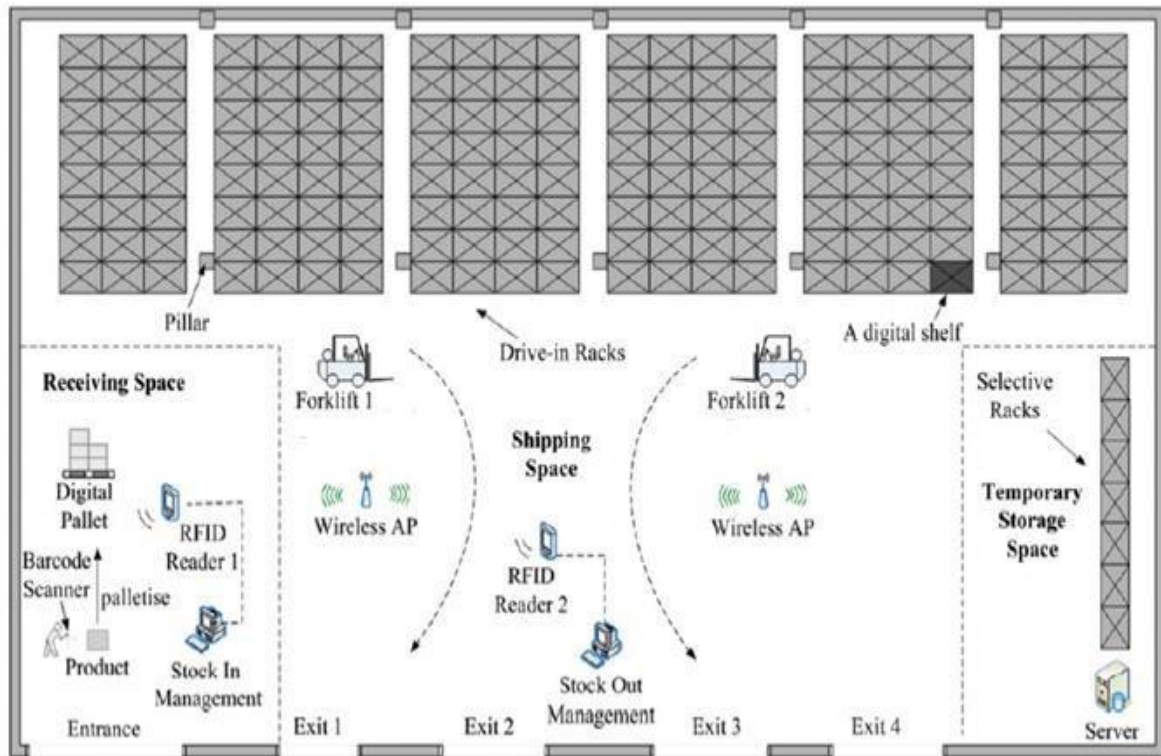 Pillar
Drive-in Racks
A digital shelf
Receiving Space
Forklift 1
Forklift 2
Selective
Racks
Shipping
Space
Digital
Pallet
Wireless AP
Wireless AP
Temporary
Storage
Space
RFID
Reader 1
Barcode
Scanner
palletise
RFID
Reader 2
Product
Stock In
Management
Stock Out
Management
Server
Entrance
Exit 1
Exit 2
Exit 3
Exit 4